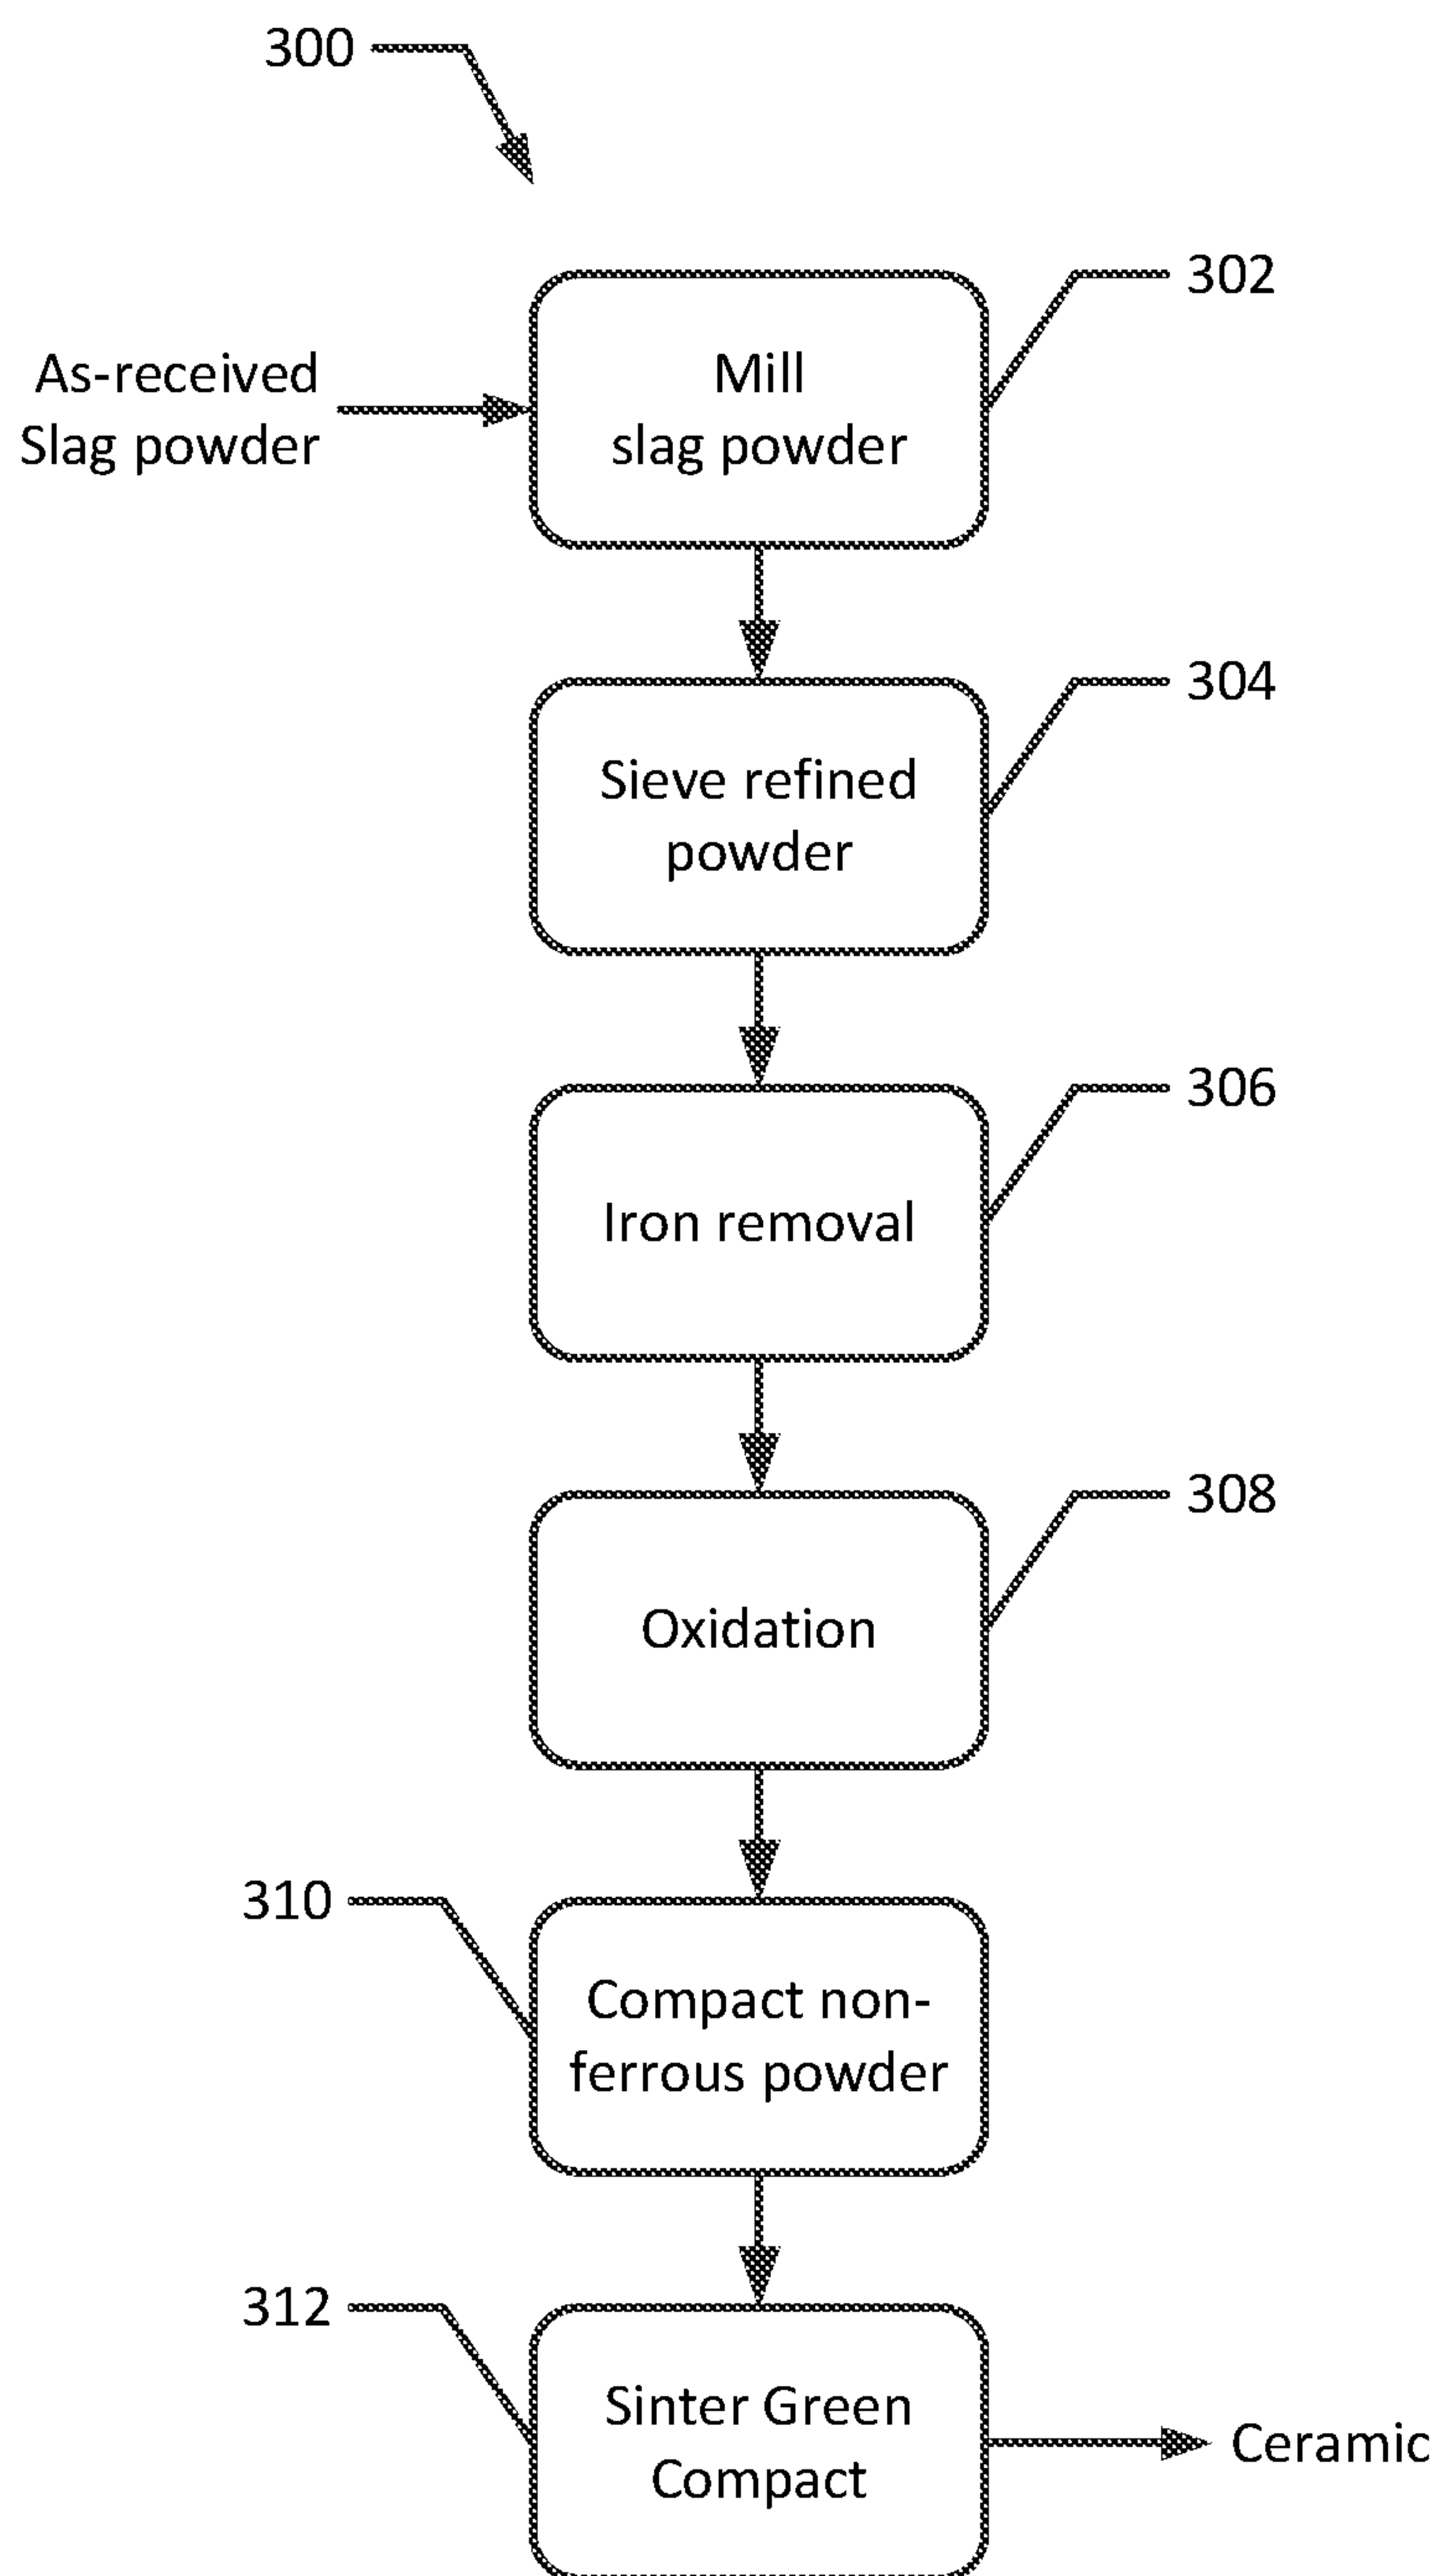 300
302
As-received
Slag powder
Mill
slag powder
304
Sieve refined
powder
306
Iron removal
308
Oxidation
310
Compact non-
ferrous powder
312
Sinter Green
Compact
Ceramic